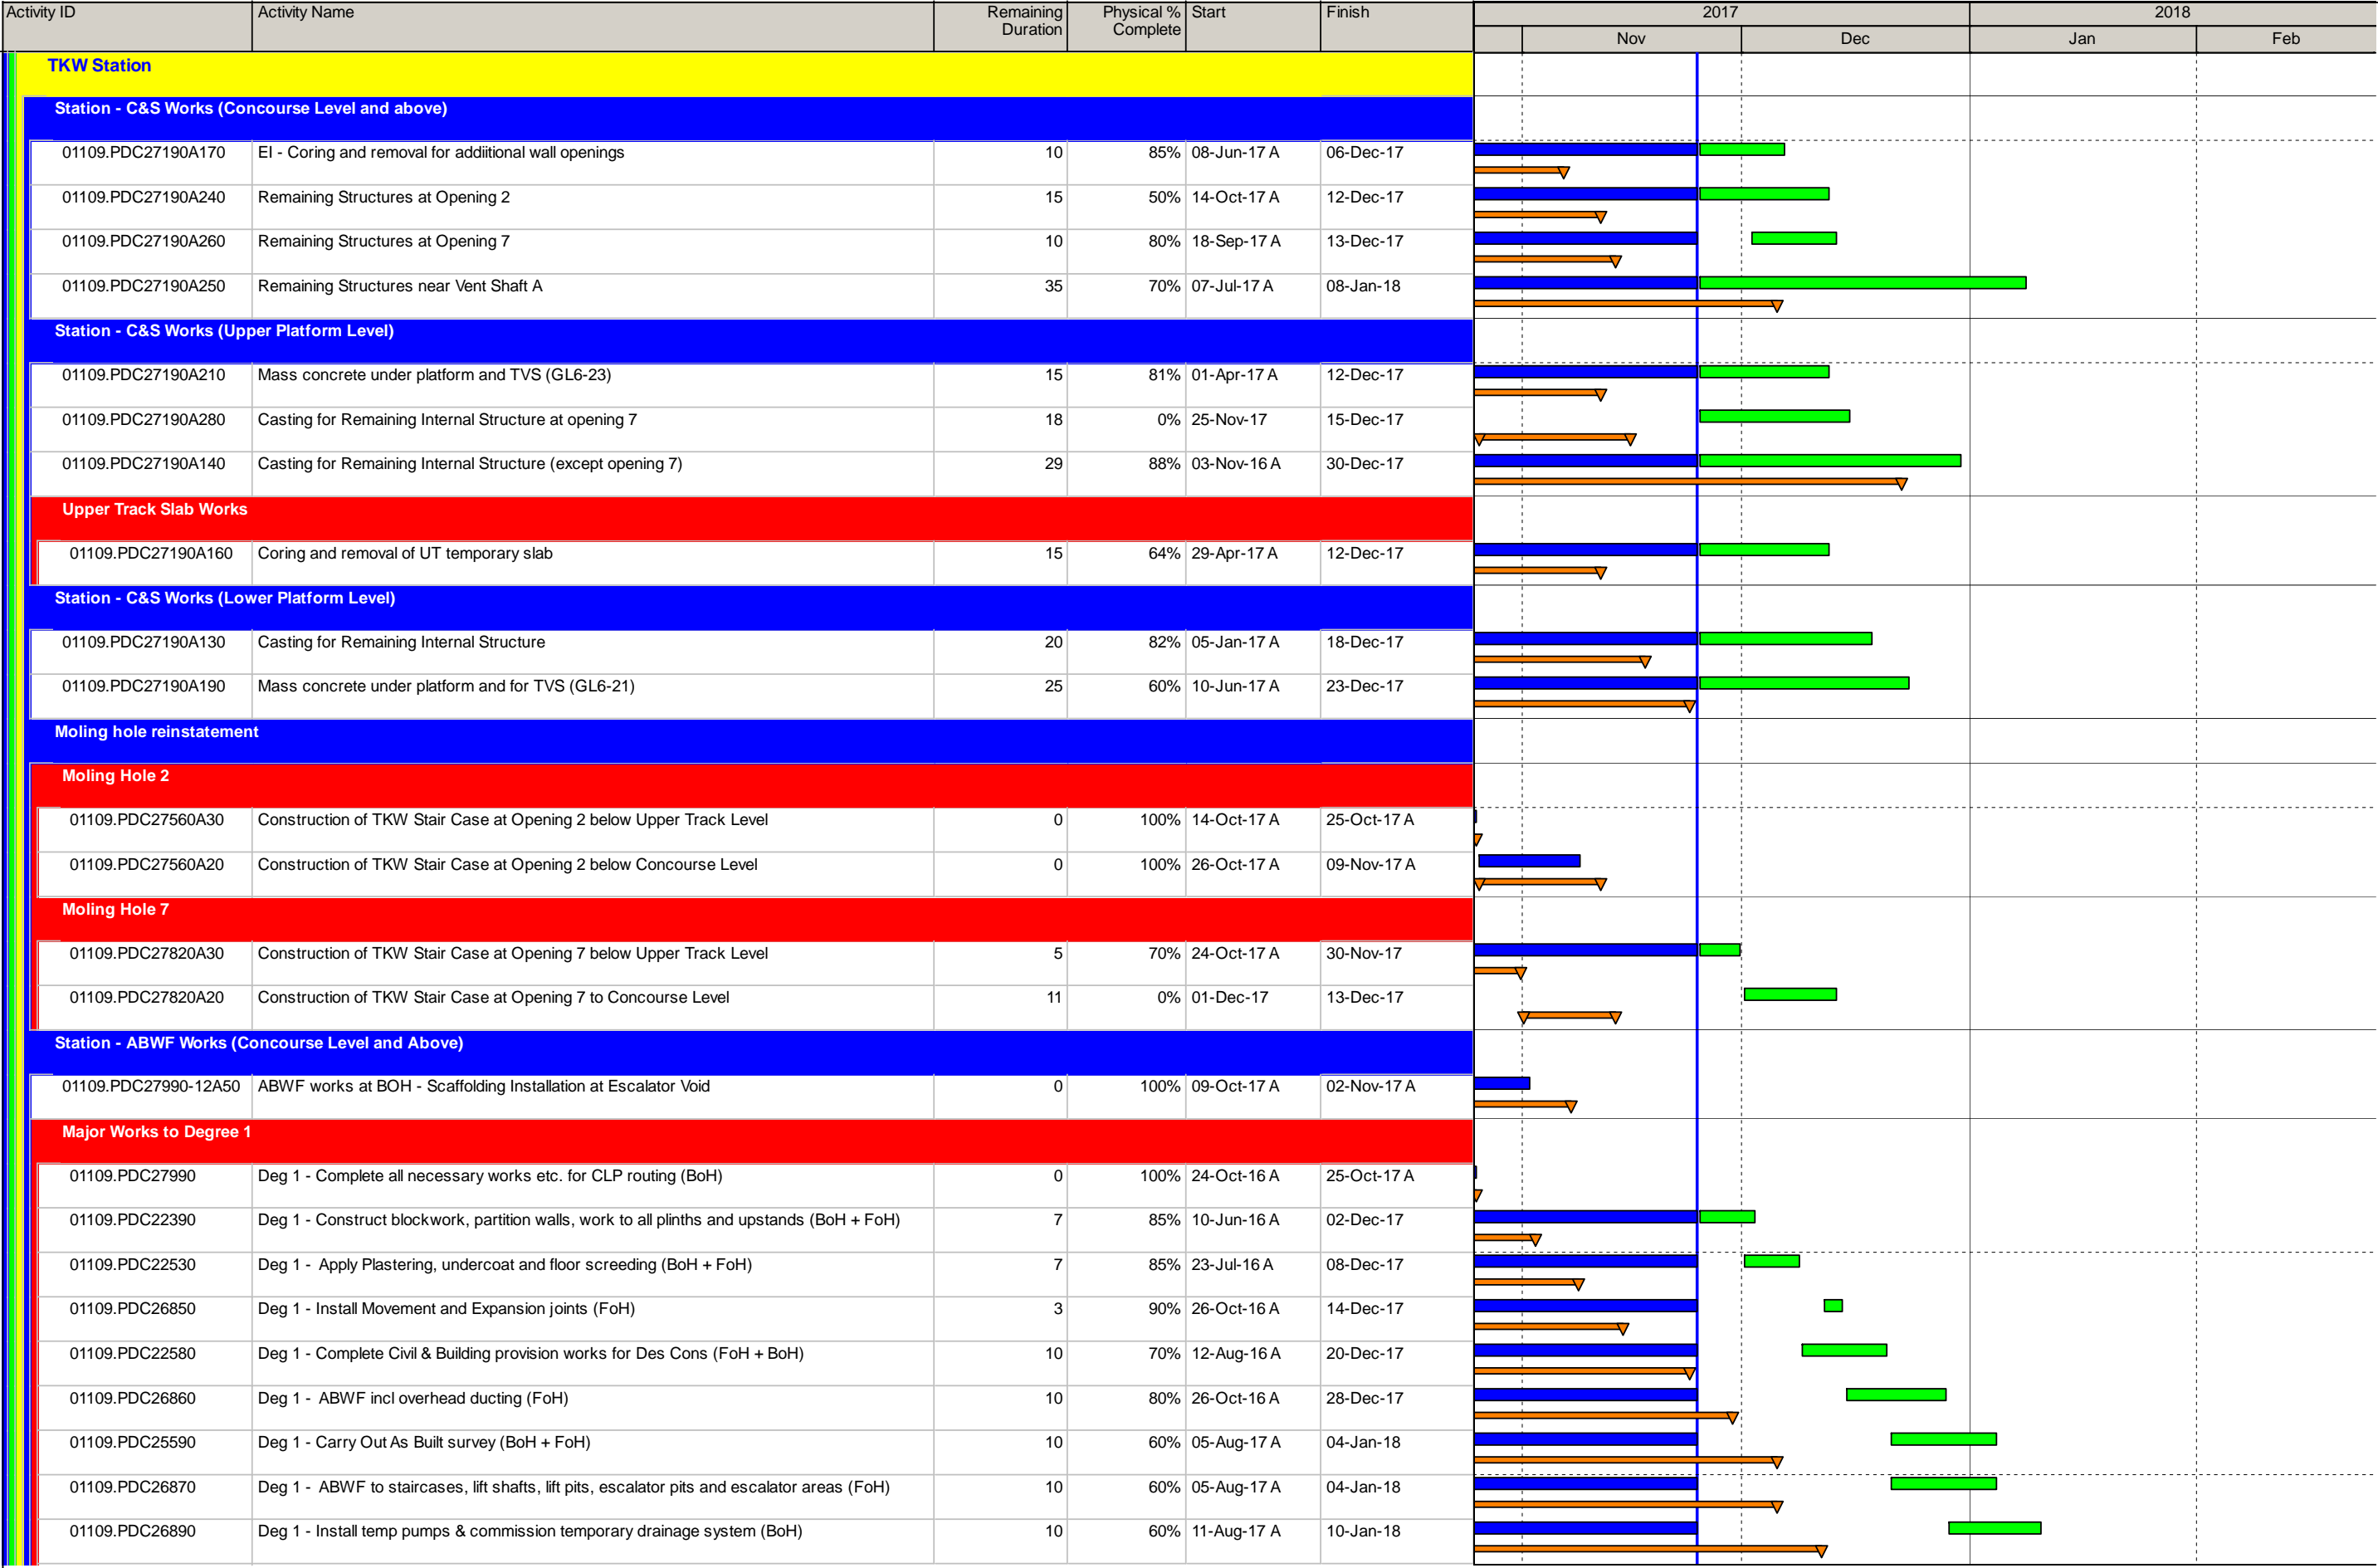 Activity ID Activity Name Remaining Duration Physical % Complete Start Finish 2017 2018
Nov Dec Jan Feb
TKW Station
Station - C&S Works (Concourse Level and above)
01109.PDC27190A170 EI - Coring and removal for addiitional wall openings 10 85% 08-Jun-17 A 06-Dec-17
01109.PDC27190A240 Remaining Structures at Opening 2 15 50% 14-Oct-17 A 12-Dec-17
01109.PDC27190A260 Remaining Structures at Opening 7 10 80% 18-Sep-17 A 13-Dec-17
01109.PDC27190A250 Remaining Structures near Vent Shaft A 35 70% 07-Jul-17 A 08-Jan-18
Station - C&S Works (Upper Platform Level)
01109.PDC27190A210 Mass concrete under platform and TVS (GL6-23) 15 81% 01-Apr-17 A 12-Dec-17
01109.PDC27190A280 Casting for Remaining Internal Structure at opening 7 18 0% 25-Nov-17 15-Dec-17
01109.PDC27190A140 Casting for Remaining Internal Structure (except opening 7) 29 88% 03-Nov-16 A 30-Dec-17
Upper Track Slab Works
01109.PDC27190A160 Coring and removal of UT temporary slab 15 64% 29-Apr-17 A 12-Dec-17
Station - C&S Works (Lower Platform Level)
01109.PDC27190A130 Casting for Remaining Internal Structure 20 82% 05-Jan-17 A 18-Dec-17
01109.PDC27190A190 Mass concrete under platform and for TVS (GL6-21) 25 60% 10-Jun-17 A 23-Dec-17
Moling hole reinstatement
Moling Hole 2
01109.PDC27560A30 Construction of TKW Stair Case at Opening 2 below Upper Track Level 0 100% 14-Oct-17 A 25-Oct-17 A
01109.PDC27560A20 Construction of TKW Stair Case at Opening 2 below Concourse Level 0 100% 26-Oct-17 A 09-Nov-17 A
Moling Hole 7
01109.PDC27820A30 Construction of TKW Stair Case at Opening 7 below Upper Track Level 5 70% 24-Oct-17 A 30-Nov-17
01109.PDC27820A20 Construction of TKW Stair Case at Opening 7 to Concourse Level 11 0% 01-Dec-17 13-Dec-17
Station - ABWF Works (Concourse Level and Above)
01109.PDC27990-12A50 ABWF works at BOH - Scaffolding Installation at Escalator Void 0 100% 09-Oct-17 A 02-Nov-17 A
Major Works to Degree 1
01109.PDC27990 Deg 1 - Complete all necessary works etc. for CLP routing (BoH) 0 100% 24-Oct-16 A 25-Oct-17 A
01109.PDC22390 Deg 1 - Construct blockwork, partition walls, work to all plinths and upstands (BoH + FoH) 7 85% 10-Jun-16 A 02-Dec-17
01109.PDC22530 Deg 1 - Apply Plastering, undercoat and floor screeding (BoH + FoH) 7 85% 23-Jul-16 A 08-Dec-17
01109.PDC26850 Deg 1 - Install Movement and Expansion joints (FoH) 3 90% 26-Oct-16 A 14-Dec-17
01109.PDC22580 Deg 1 - Complete Civil & Building provision works for Des Cons (FoH + BoH) 10 70% 12-Aug-16 A 20-Dec-17
01109.PDC26860 Deg 1 - ABWF incl overhead ducting (FoH) 10 80% 26-Oct-16 A 28-Dec-17
01109.PDC25590 Deg 1 - Carry Out As Built survey (BoH + FoH) 10 60% 05-Aug-17 A 04-Jan-18
01109.PDC26870 Deg 1 - ABWF to staircases, lift shafts, lift pits, escalator pits and escalator areas (FoH) 10 60% 05-Aug-17 A 04-Jan-18
01109.PDC26890 Deg 1 - Install temp pumps & commission temporary drainage system (BoH) 10 60% 11-Aug-17 A 10-Jan-18